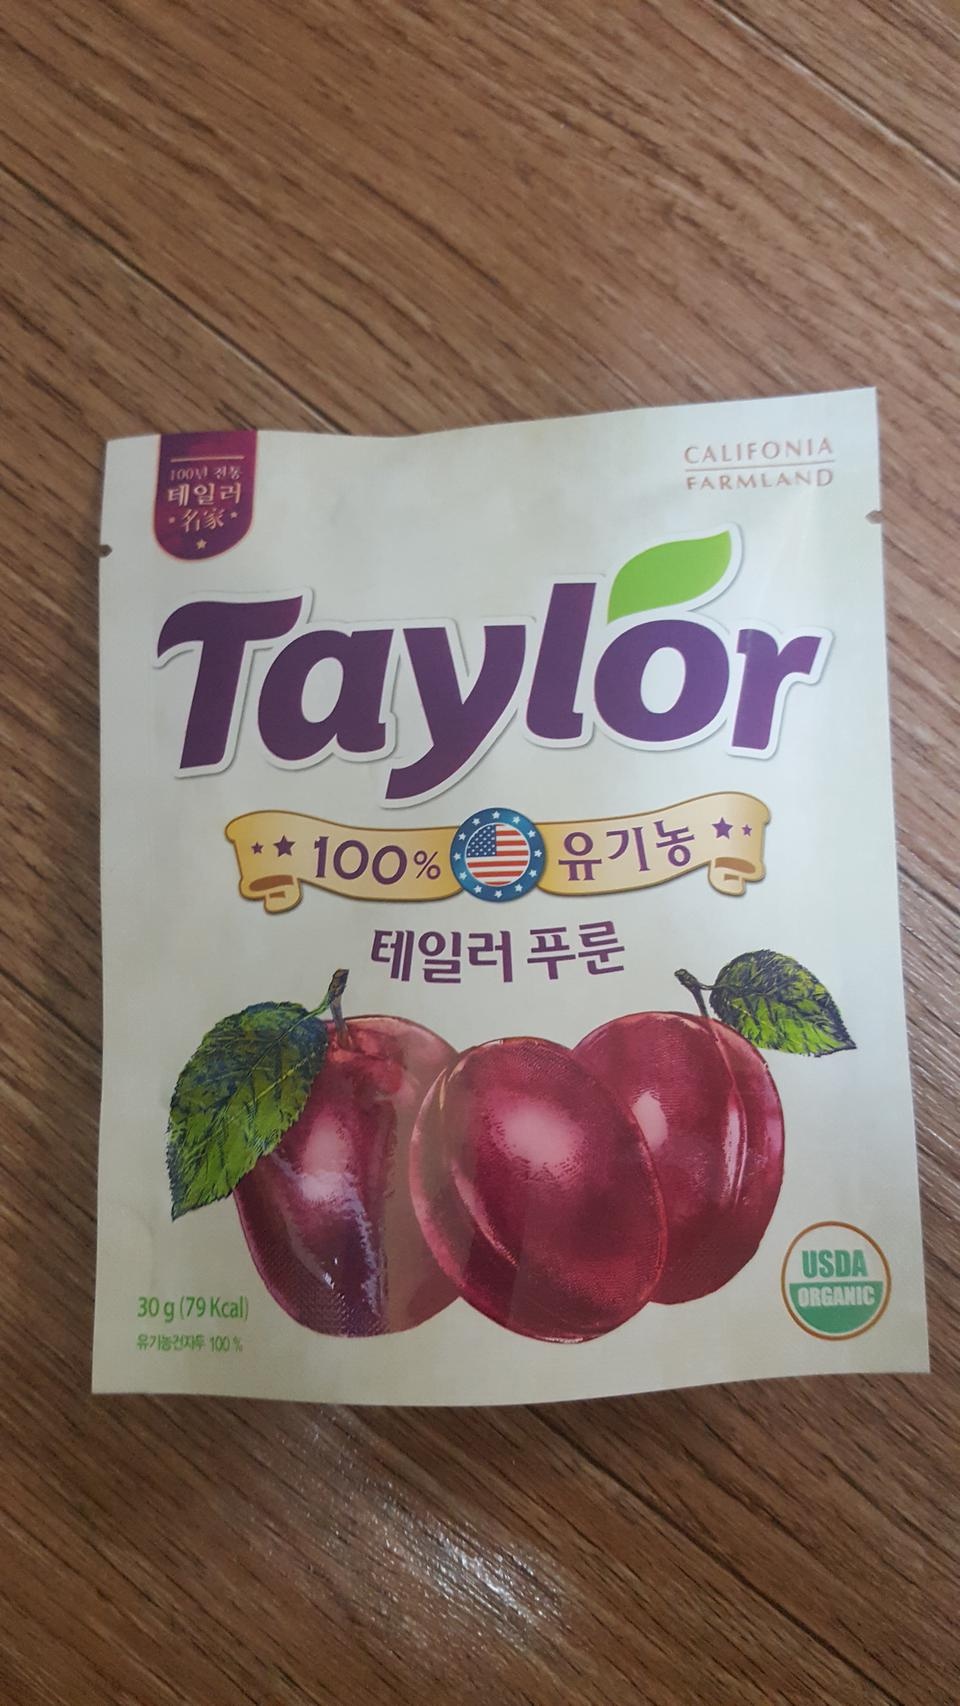 100년 전통
테일러
名家
CALIFONIA
FARMLAND
Taylor
100% 유기농
테일러 푸룬
30 g (79 Kcal)
유기농건자두 100 %
USDA
ORGANIC